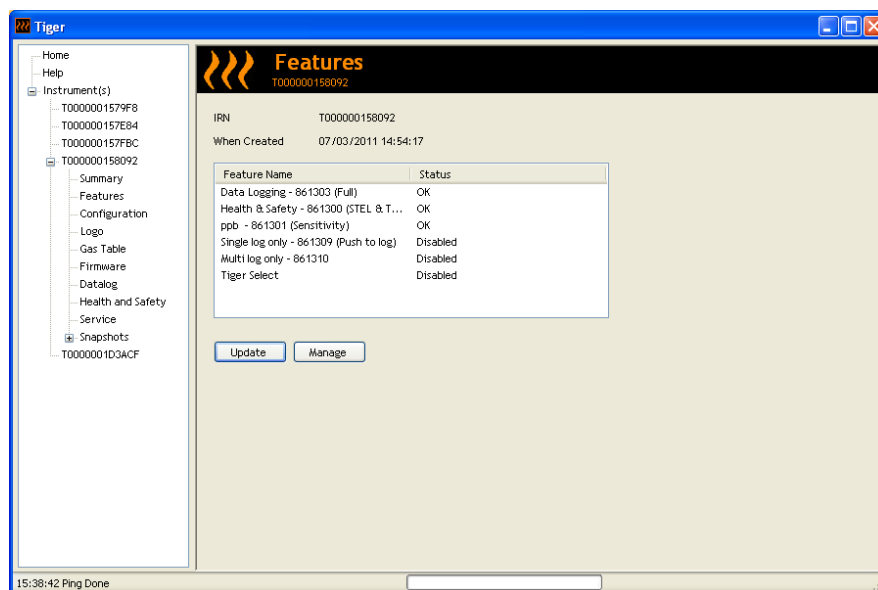 Tiger
Home
Help
Instrument(s)
T0000001579F8
T000000157E84
T000000157FBC
T000000158092
Summary
Features
Configuration
Logo
Gas Table
Firmware
Datalog
Health and Safety
Service
Snapshots
T0000001D3ACF
Features
T000000158092
IRN T000000158092
When Created 07/03/2011 14:54:17
Feature Name Status
Data Logging - 861303 (Full) OK
Health & Safety - 861300 (STEL & T... OK
ppb - 861301 (Sensitivity) OK
Single log only - 861309 (Push to log) Disabled
Multi log only - 861310 Disabled
Tiger Select Disabled
Update Manage
15:38:42 Ping Done